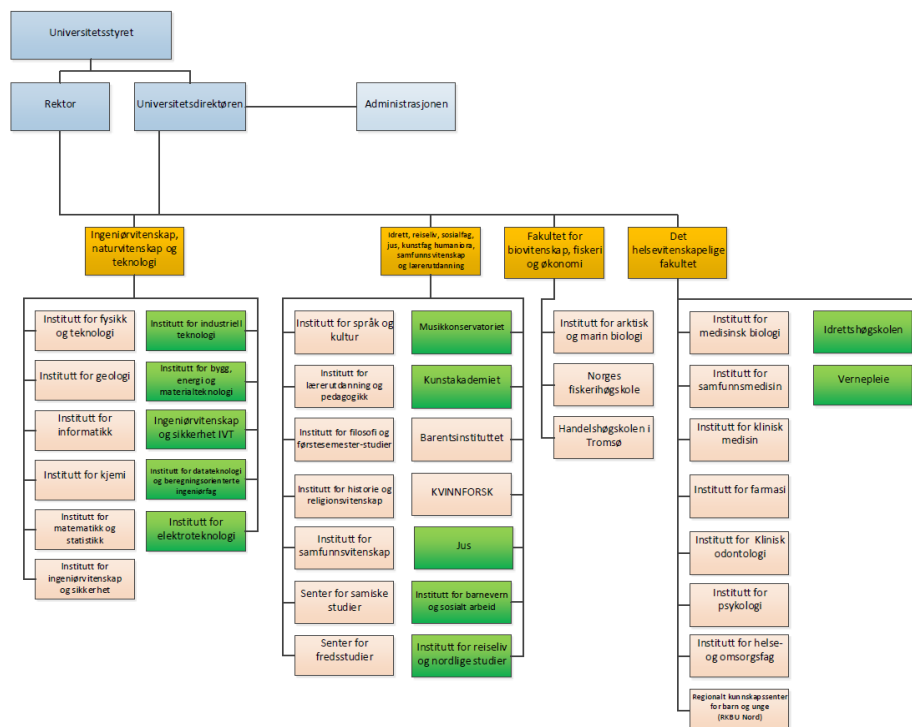 Universitetsstyret
Rektor
Universitetsdirektøren
Administrasjonen
Ingeniørvitenskap,
naturvitenskap og
teknologi
Idrett, reiseliv, sosialfag,
jus, kunstfag humaniora,
samfunnsvitenskap
og lærerutdanning
Fakultet for
biovitenskap, fiskeri
og økonomi
Det
helsevitenskapelige
fakultet
Institutt for fysikk
og teknologi
Institutt for geologi
Institutt for
informatikk
Institutt for kjemi
Institutt for
matematikk og
statistikk
Institutt for
ingeniørvitenskap
og sikkerhet
Institutt for industriell
teknologi
Institutt for bygg,
energi og
materialteknologi
Ingeniørvitenskap
og sikkerhet IVT
Institutt for datateknologi
og beregningsorienterte
ingeniørfag
Institutt for
elektroteknologi
Institutt for språk og
kultur
Institutt for
lærerutdanning og
pedagogikk
Institutt for filosofi og
førstesemester-studier
Institutt for historie og
religionsvitenskap
Institutt for
samfunnsvitenskap
Senter for samiske
studier
Senter for
fredsstudier
Musikkonservatoriet
Kunstakademiet
Barentsinstituttet
KVINNFORSK
Jus
Institutt for barnevern
og sosialt arbeid
Institutt for reiseliv
og nordlige studier
Institutt for arktisk
og marin biologi
Norges
fiskerihøgskole
Handelshøgskolen i
Tromsø
Institutt for
medisinsk biologi
Institutt for
samfunnsmedisin
Institutt for klinisk
medisin
Institutt for farmasi
Institutt for Klinisk
odontologi
Institutt for
psykologi
Institutt for helse-
og omsorgsfag
Regionalt kunnskapssenter
for barn og unge
(RKBU Nord)
Idrettshøgskolen
Vernepleie